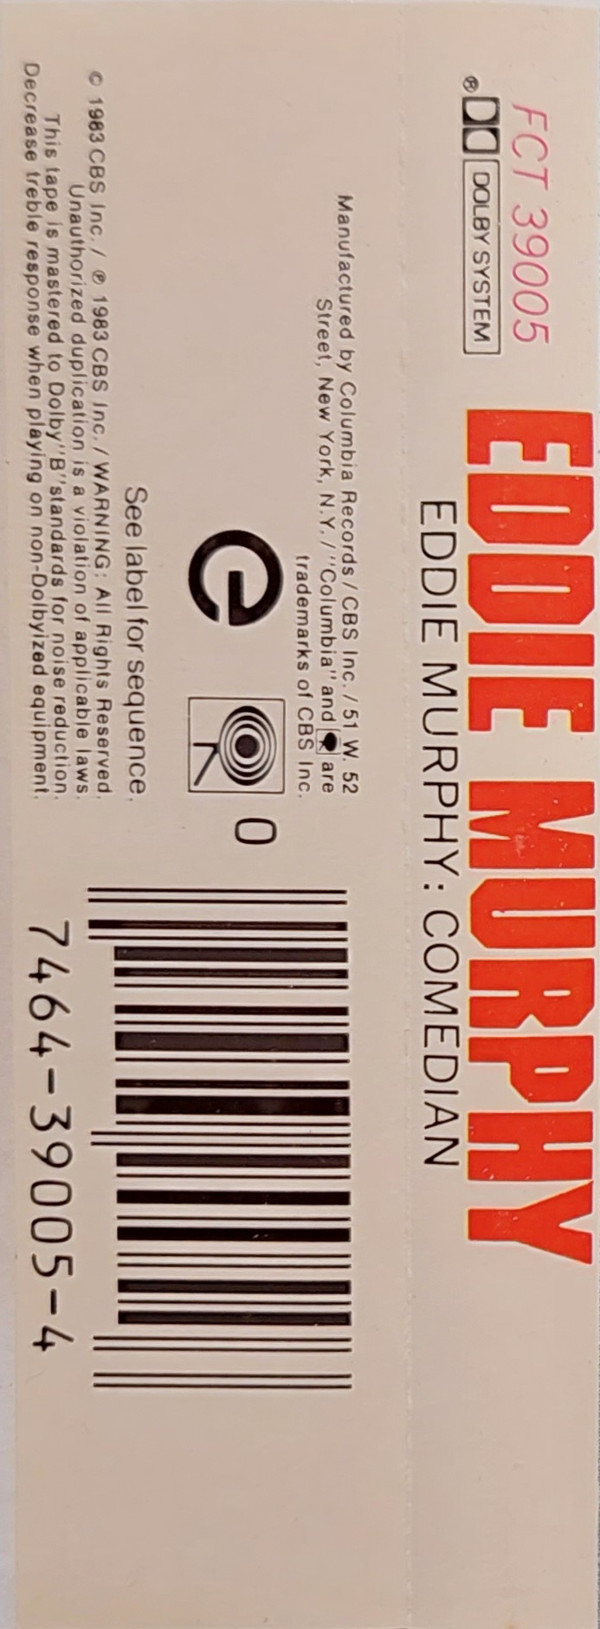 FCT 39005
EDDIE MURPHY
® DOLBY SYSTEM
EDDIE MURPHY: COMEDIAN
Manufactured by Columbia Records/CBS Inc./51 W. 52
Street, New York, N.Y./"Columbia" and are
trademarks of CBS Inc.
0
See label for sequence.
© 1983 CBS Inc./ ℗ 1983 CBS Inc./WARNING: All Rights Reserved.
Unauthorized duplication is a violation of applicable laws.
This tape is mastered to Dolby "B" standards for noise reduction.
Decrease treble response when playing on non-Dolbyized equipment.
7464-39005-4